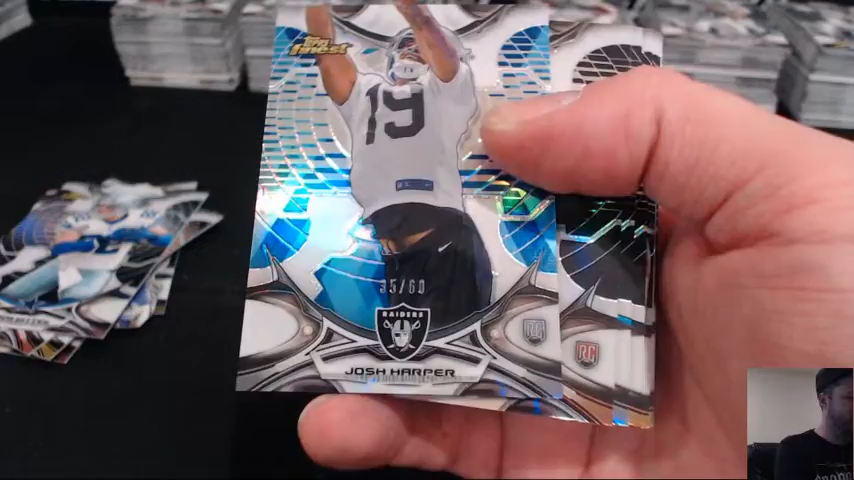 Topps
finest
19
35/60
RAIDERS
JOSH HARPER
RC
RC